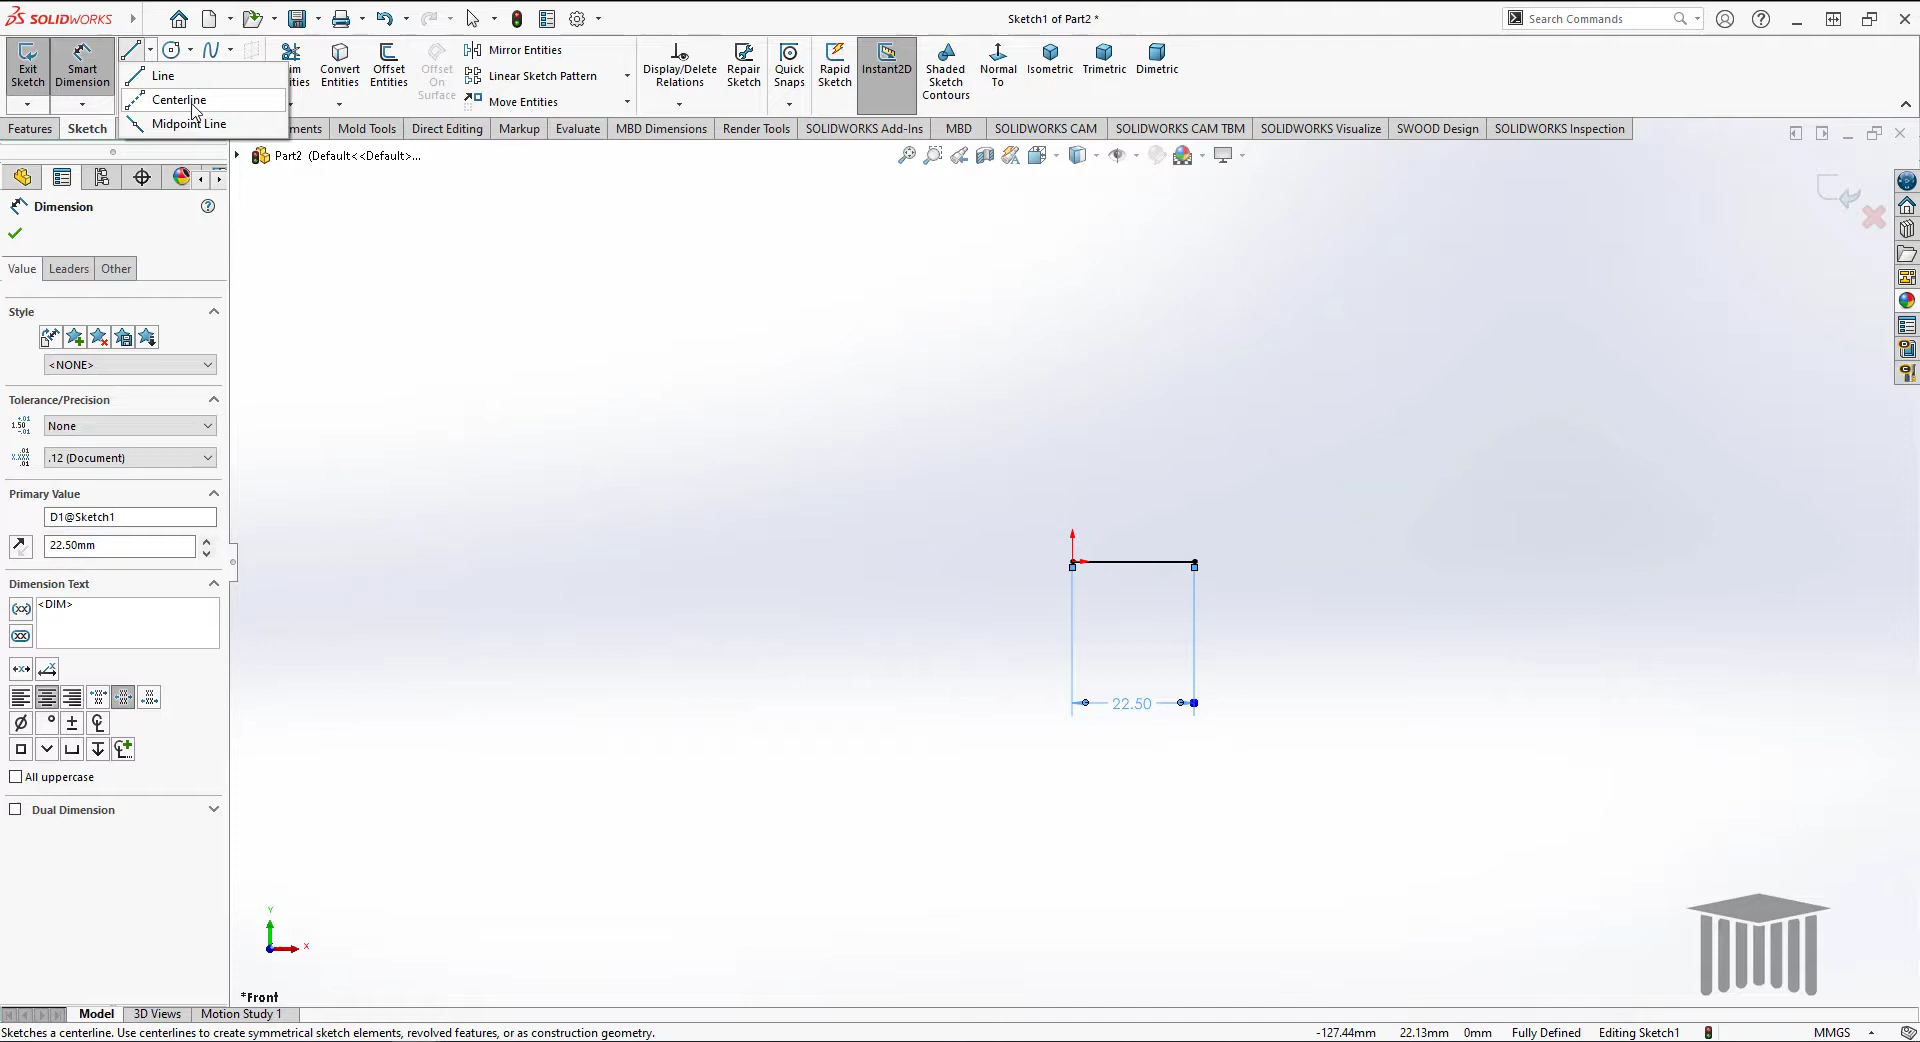 SOLIDWORKS
Sketch1 of Part2 *
Search Commands
Exit Sketch
Smart Dimension
Line
Centerline
Midpoint Line
Convert Entities
Offset Entities
Offset On Surface
Mirror Entities
Linear Sketch Pattern
Move Entities
Display/Delete Relations
Repair Sketch
Quick Snaps
Rapid Sketch
Instant2D
Shaded Sketch Contours
Normal To
Isometric
Trimetric
Dimetric
Features
Sketch
Mold Tools
Direct Editing
Markup
Evaluate
MBD Dimensions
Render Tools
SOLIDWORKS Add-Ins
MBD
SOLIDWORKS CAM
SOLIDWORKS CAM TBM
SOLIDWORKS Visualize
SWOOD Design
SOLIDWORKS Inspection
Part2 (Default<<Default>...
Dimension
Value
Leaders
Other
Style
<NONE>
Tolerance/Precision
None
.12 (Document)
Primary Value
D1@Sketch1
22.50mm
Dimension Text
<DIM>
All uppercase
Dual Dimension
22.50
Y
X
*Front
Model
3D Views
Motion Study 1
Sketches a centerline. Use centerlines to create symmetrical sketch elements, revolved features, or as construction geometry.
-127.44mm
22.13mm
0mm
Fully Defined
Editing Sketch1
MMGS